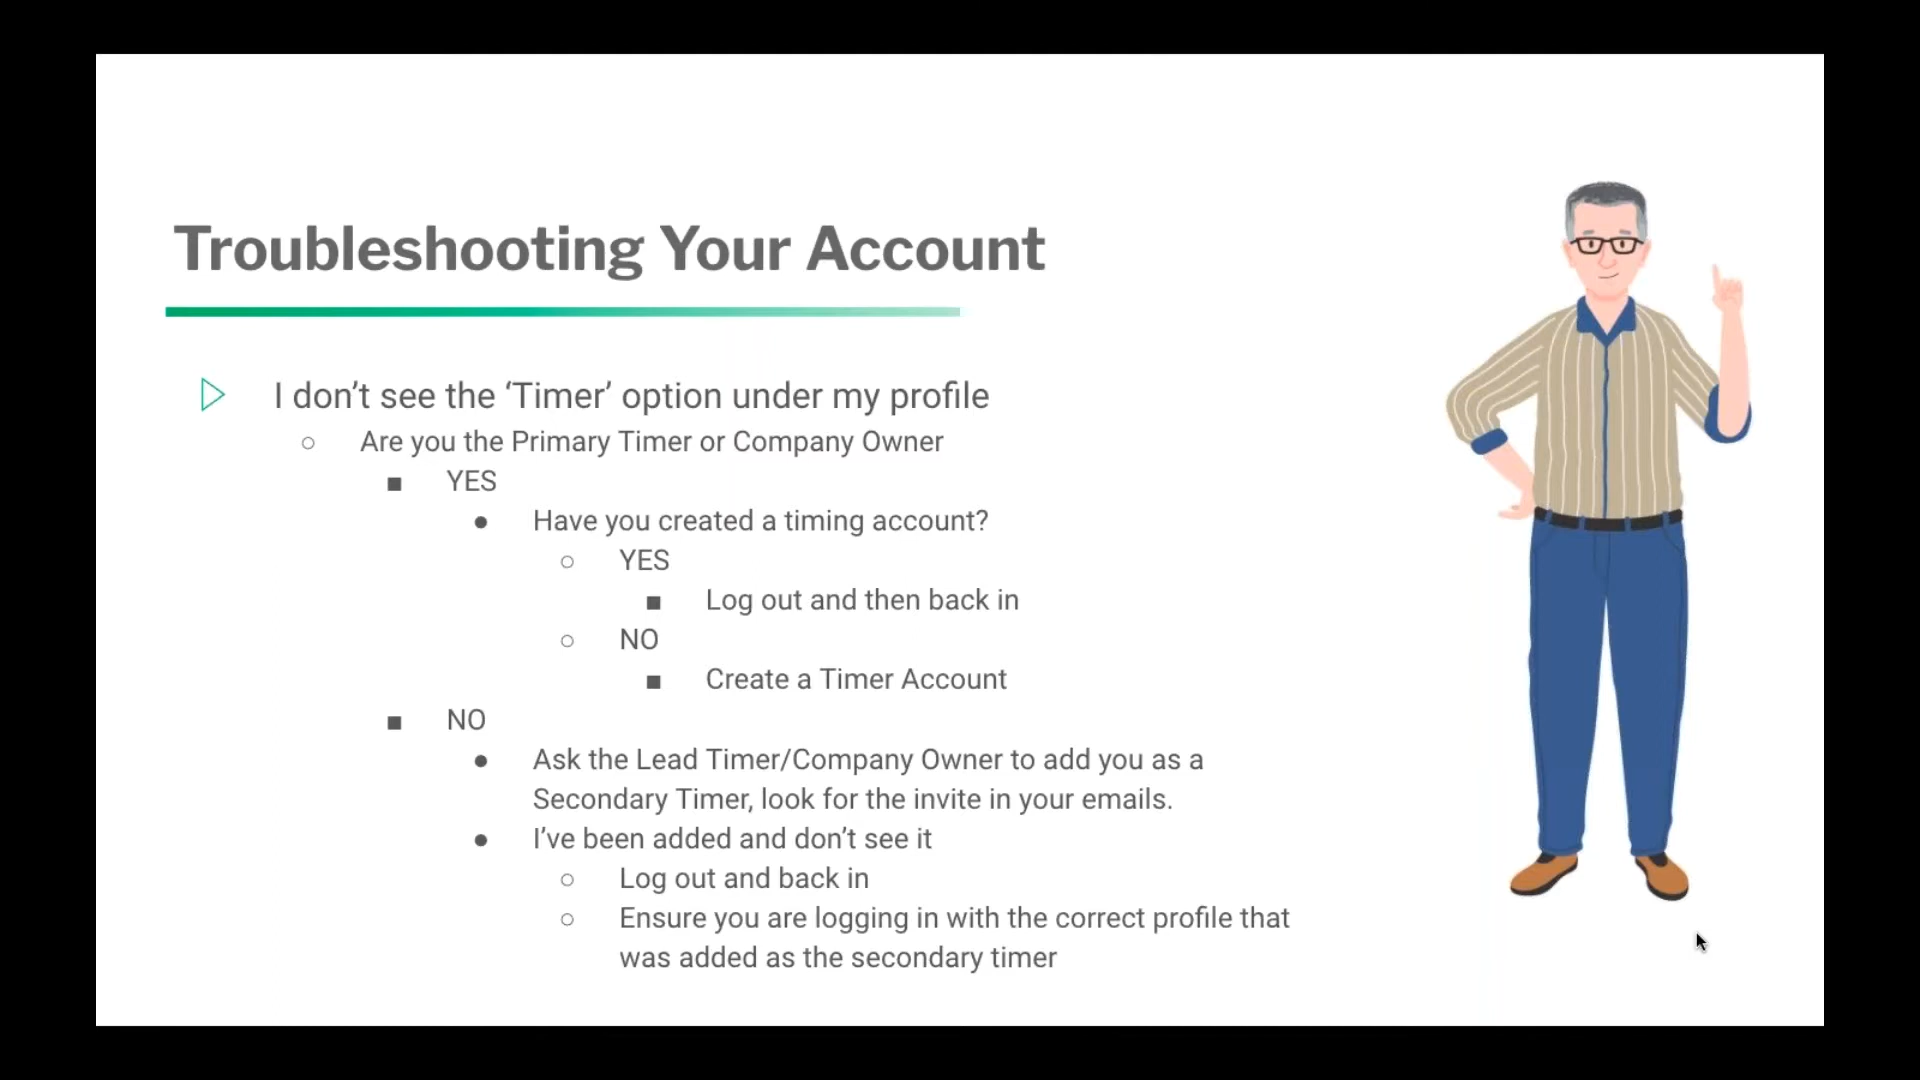 Troubleshooting Your Account
I don’t see the ‘Timer’ option under my profile
Are you the Primary Timer or Company Owner
YES
Have you created a timing account?
YES
Log out and then back in
NO
Create a Timer Account
NO
Ask the Lead Timer/Company Owner to add you as a
Secondary Timer, look for the invite in your emails.
I’ve been added and don’t see it
Log out and back in
Ensure you are logging in with the correct profile that
was added as the secondary timer